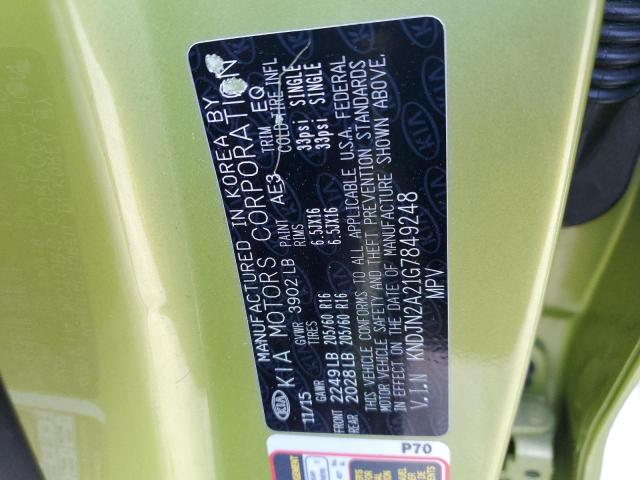 MANUFACTURED IN KOREA BY
KIA KIA MOTORS CORPORATION
11/15 GVWR 3902LB PAINT AE3 TRIM EQ
GAWR TIRES RIMS COLD TIRE INFL
FRONT 2249LB 205/60 R16 6.5JX16 33psi SINGLE
REAR 2028LB 205/60 R16 6.5JX16 33psi SINGLE
THIS VEHICLE CONFORMS TO ALL APPLICABLE U.S.A. FEDERAL
MOTOR VEHICLE SAFETY AND THEFT PREVENTION STANDARDS
IN EFFECT ON THE DATE OF MANUFACTURE SHOWN ABOVE.
V.I.N KNDJN2A21G7849248
MPV
P70